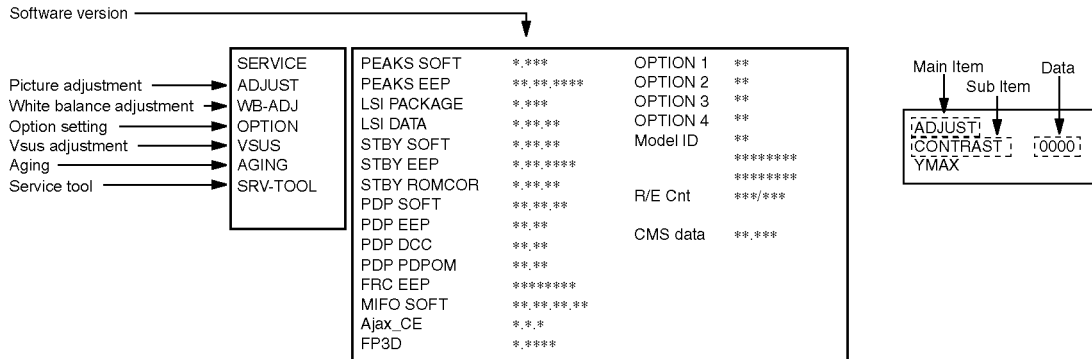 Software version
Picture adjustment
White balance adjustment
Option setting
Vsus adjustment
Aging
Service tool
SERVICE
ADJUST
WB-ADJ
OPTION
VSUS
AGING
SRV-TOOL
PEAKS SOFT *.***
PEAKS EEP **.**.****
LSI PACKAGE *.***
LSI DATA *.**.**
STBY SOFT *.**.**
STBY EEP *.**.****
STBY ROMCOR *.**.**
PDP SOFT **.**.**
PDP EEP **.**
PDP DCC **.**
PDP PDPOM **.**
FRC EEP ********
MIFO SOFT **.**.**.**
Ajax_CE *.*.*
FP3D *.****
OPTION 1 **
OPTION 2 **
OPTION 3 **
OPTION 4 **
Model ID **
********
********
R/E Cnt ***/***
CMS data **.***
Main Item
Sub Item
Data
ADJUST
CONTRAST 0000
YMAX